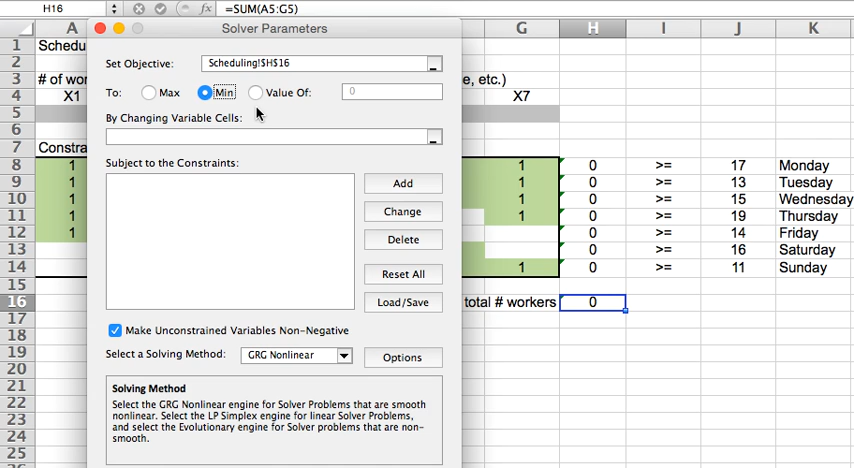 H16 fx =SUM(A5:G5)
A Solver Parameters G H I J K
1 Schedu
2
3 # of wor e, etc.)
4 X1 X7
5
6
7 Constra
8 1 1 0 >= 17 Monday
9 1 1 0 >= 13 Tuesday
10 1 1 0 >= 15 Wednesday
11 1 1 0 >= 19 Thursday
12 1 0 >= 14 Friday
13 0 >= 16 Saturday
14 1 0 >= 11 Sunday
15
16 total # workers 0
17
18
19
20
21
22
23
24
25
Set Objective: Scheduling!$H$16
To: Max Min Value Of: 0
By Changing Variable Cells:
Subject to the Constraints:
Add
Change
Delete
Reset All
Load/Save
Make Unconstrained Variables Non-Negative
Select a Solving Method: GRG Nonlinear Options
Solving Method
Select the GRG Nonlinear engine for Solver Problems that are smooth
nonlinear. Select the LP Simplex engine for linear Solver Problems,
and select the Evolutionary engine for Solver problems that are non-
smooth.